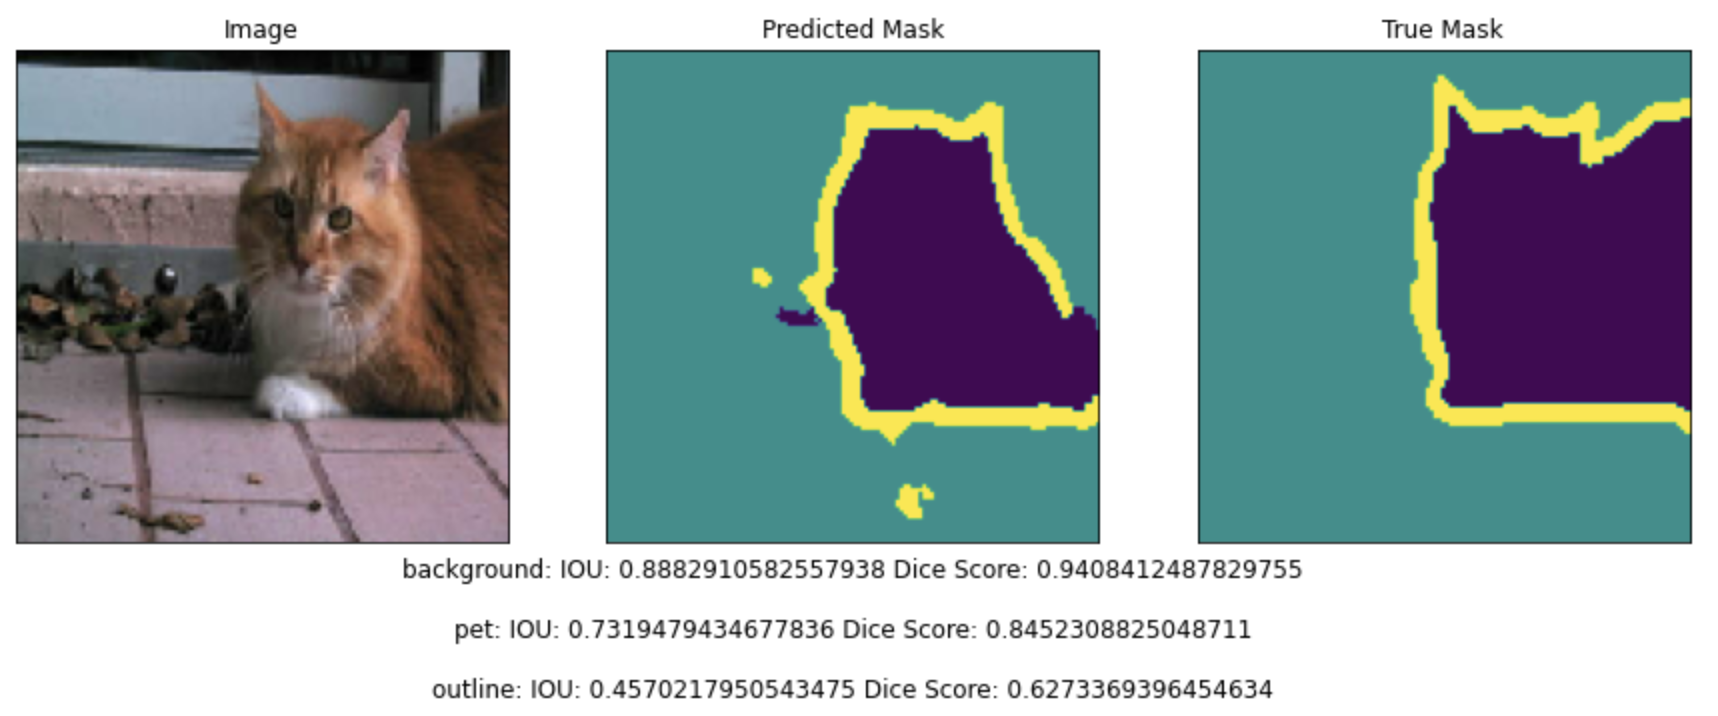 Image
Predicted Mask
True Mask
background: IOU: 0.8882910582557938 Dice Score: 0.9408412487829755
pet: IOU: 0.7319479434677836 Dice Score: 0.8452308825048711
outline: IOU: 0.4570217950543475 Dice Score: 0.6273369396454634